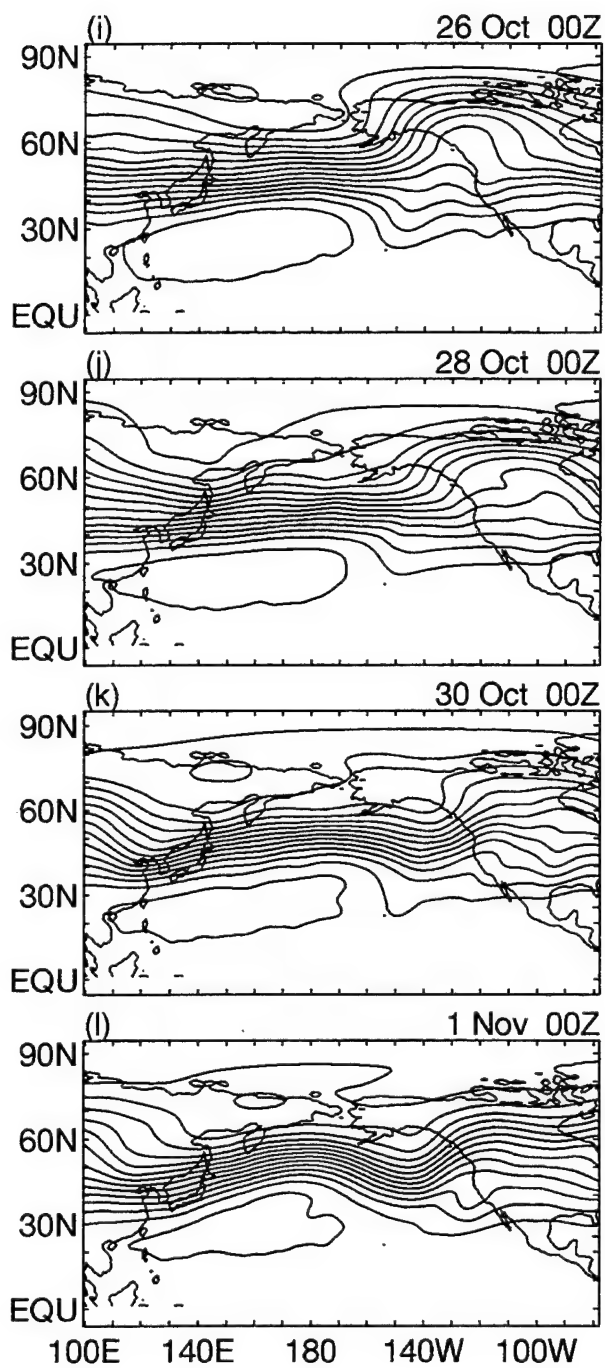 (i) 26 Oct 00Z
90N
60N
30N
EQU
(j) 28 Oct 00Z
90N
60N
30N
EQU
(k) 30 Oct 00Z
90N
60N
30N
EQU
(l) 1 Nov 00Z
90N
60N
30N
EQU
100E 140E 180 140W 100W